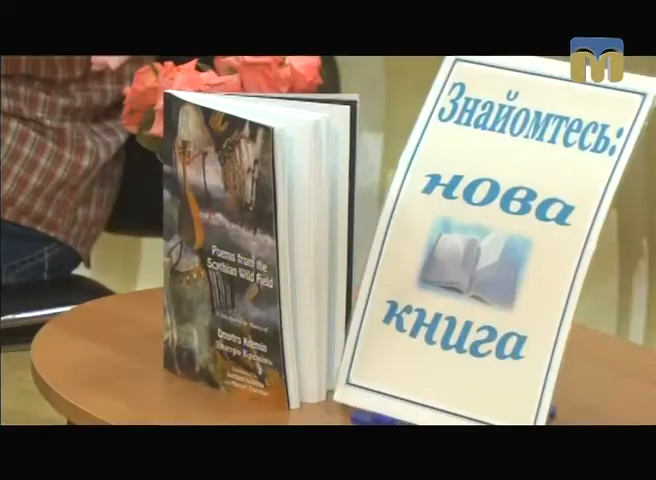 Poems from the
Scythian Wild Field
Dmytro Kremin
Дмитро Кремінь
Знайомтесь:
нова
книга
M